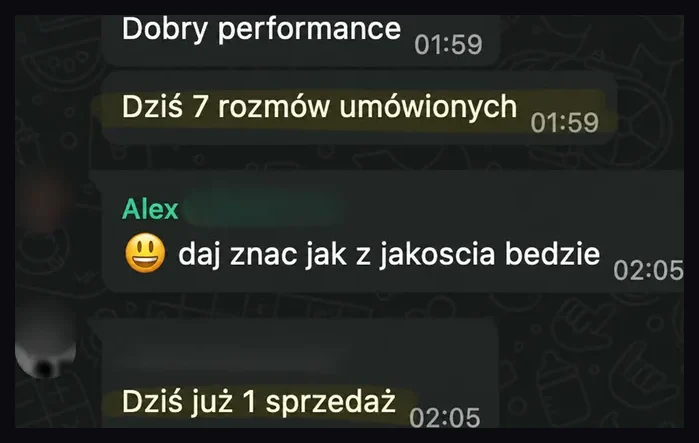 Dobry performance 01:59
Dziś 7 rozmów umówionych 01:59
Alex
😃 daj znac jak z jakoscia bedzie 02:05
Dziś już 1 sprzedaż 02:05